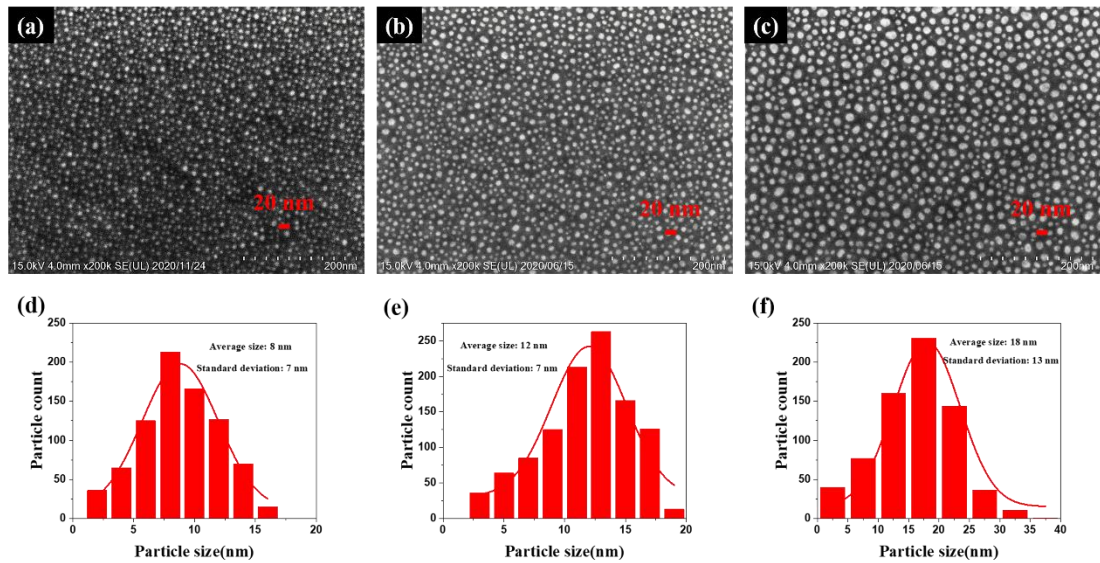 (a)
20 nm
15.0kV 4.0mm x200k SE(UL) 2020/11/24
200nm
(b)
20 nm
15.0kV 4.0mm x200k SE(UL) 2020/06/15
200nm
(c)
20 nm
15.0kV 4.0mm x200k SE(UL) 2020/06/15
200nm
(d)
250
200
150
100
50
0
Particle count
Average size: 8 nm
Standard deviation: 7 nm
0 5 10 15 20
Particle size(nm)
(e)
250
200
150
100
50
0
Particle count
Average size: 12 nm
Standard deviation: 7 nm
0 5 10 15 20
Particle size(nm)
(f)
250
200
150
100
50
0
Particle count
Average size: 18 nm
Standard deviation: 13 nm
0 5 10 15 20 25 30 35 40
Particle size(nm)